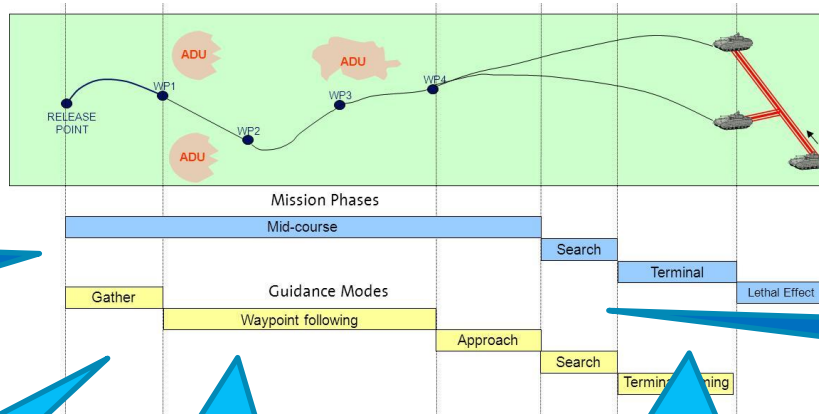 ADU
ADU
WP1
WP4
WP3
RELEASE
POINT
WP2
ADU
Mission Phases
Mid-course
Search
Terminal
Lethal Effect
Gather
Guidance Modes
Waypoint following
Approach
Search